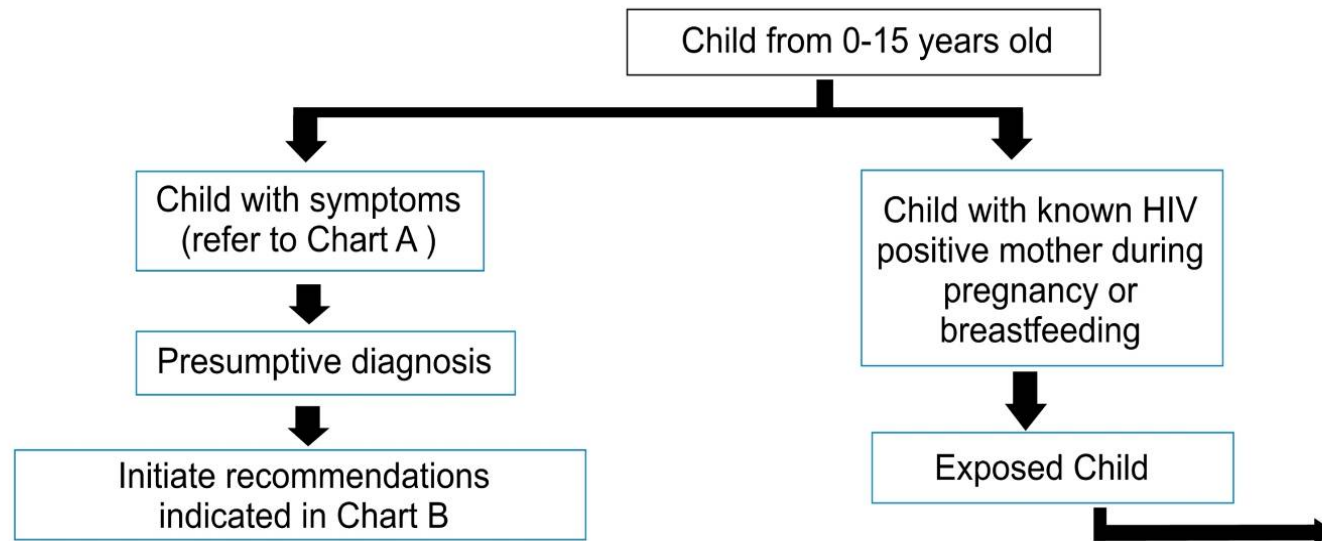 Child from 0-15 years old
Child with symptoms
(refer to Chart A )
Presumptive diagnosis
Initiate recommendations
indicated in Chart B
Child with known HIV
positive mother during
pregnancy or
breastfeeding
Exposed Child